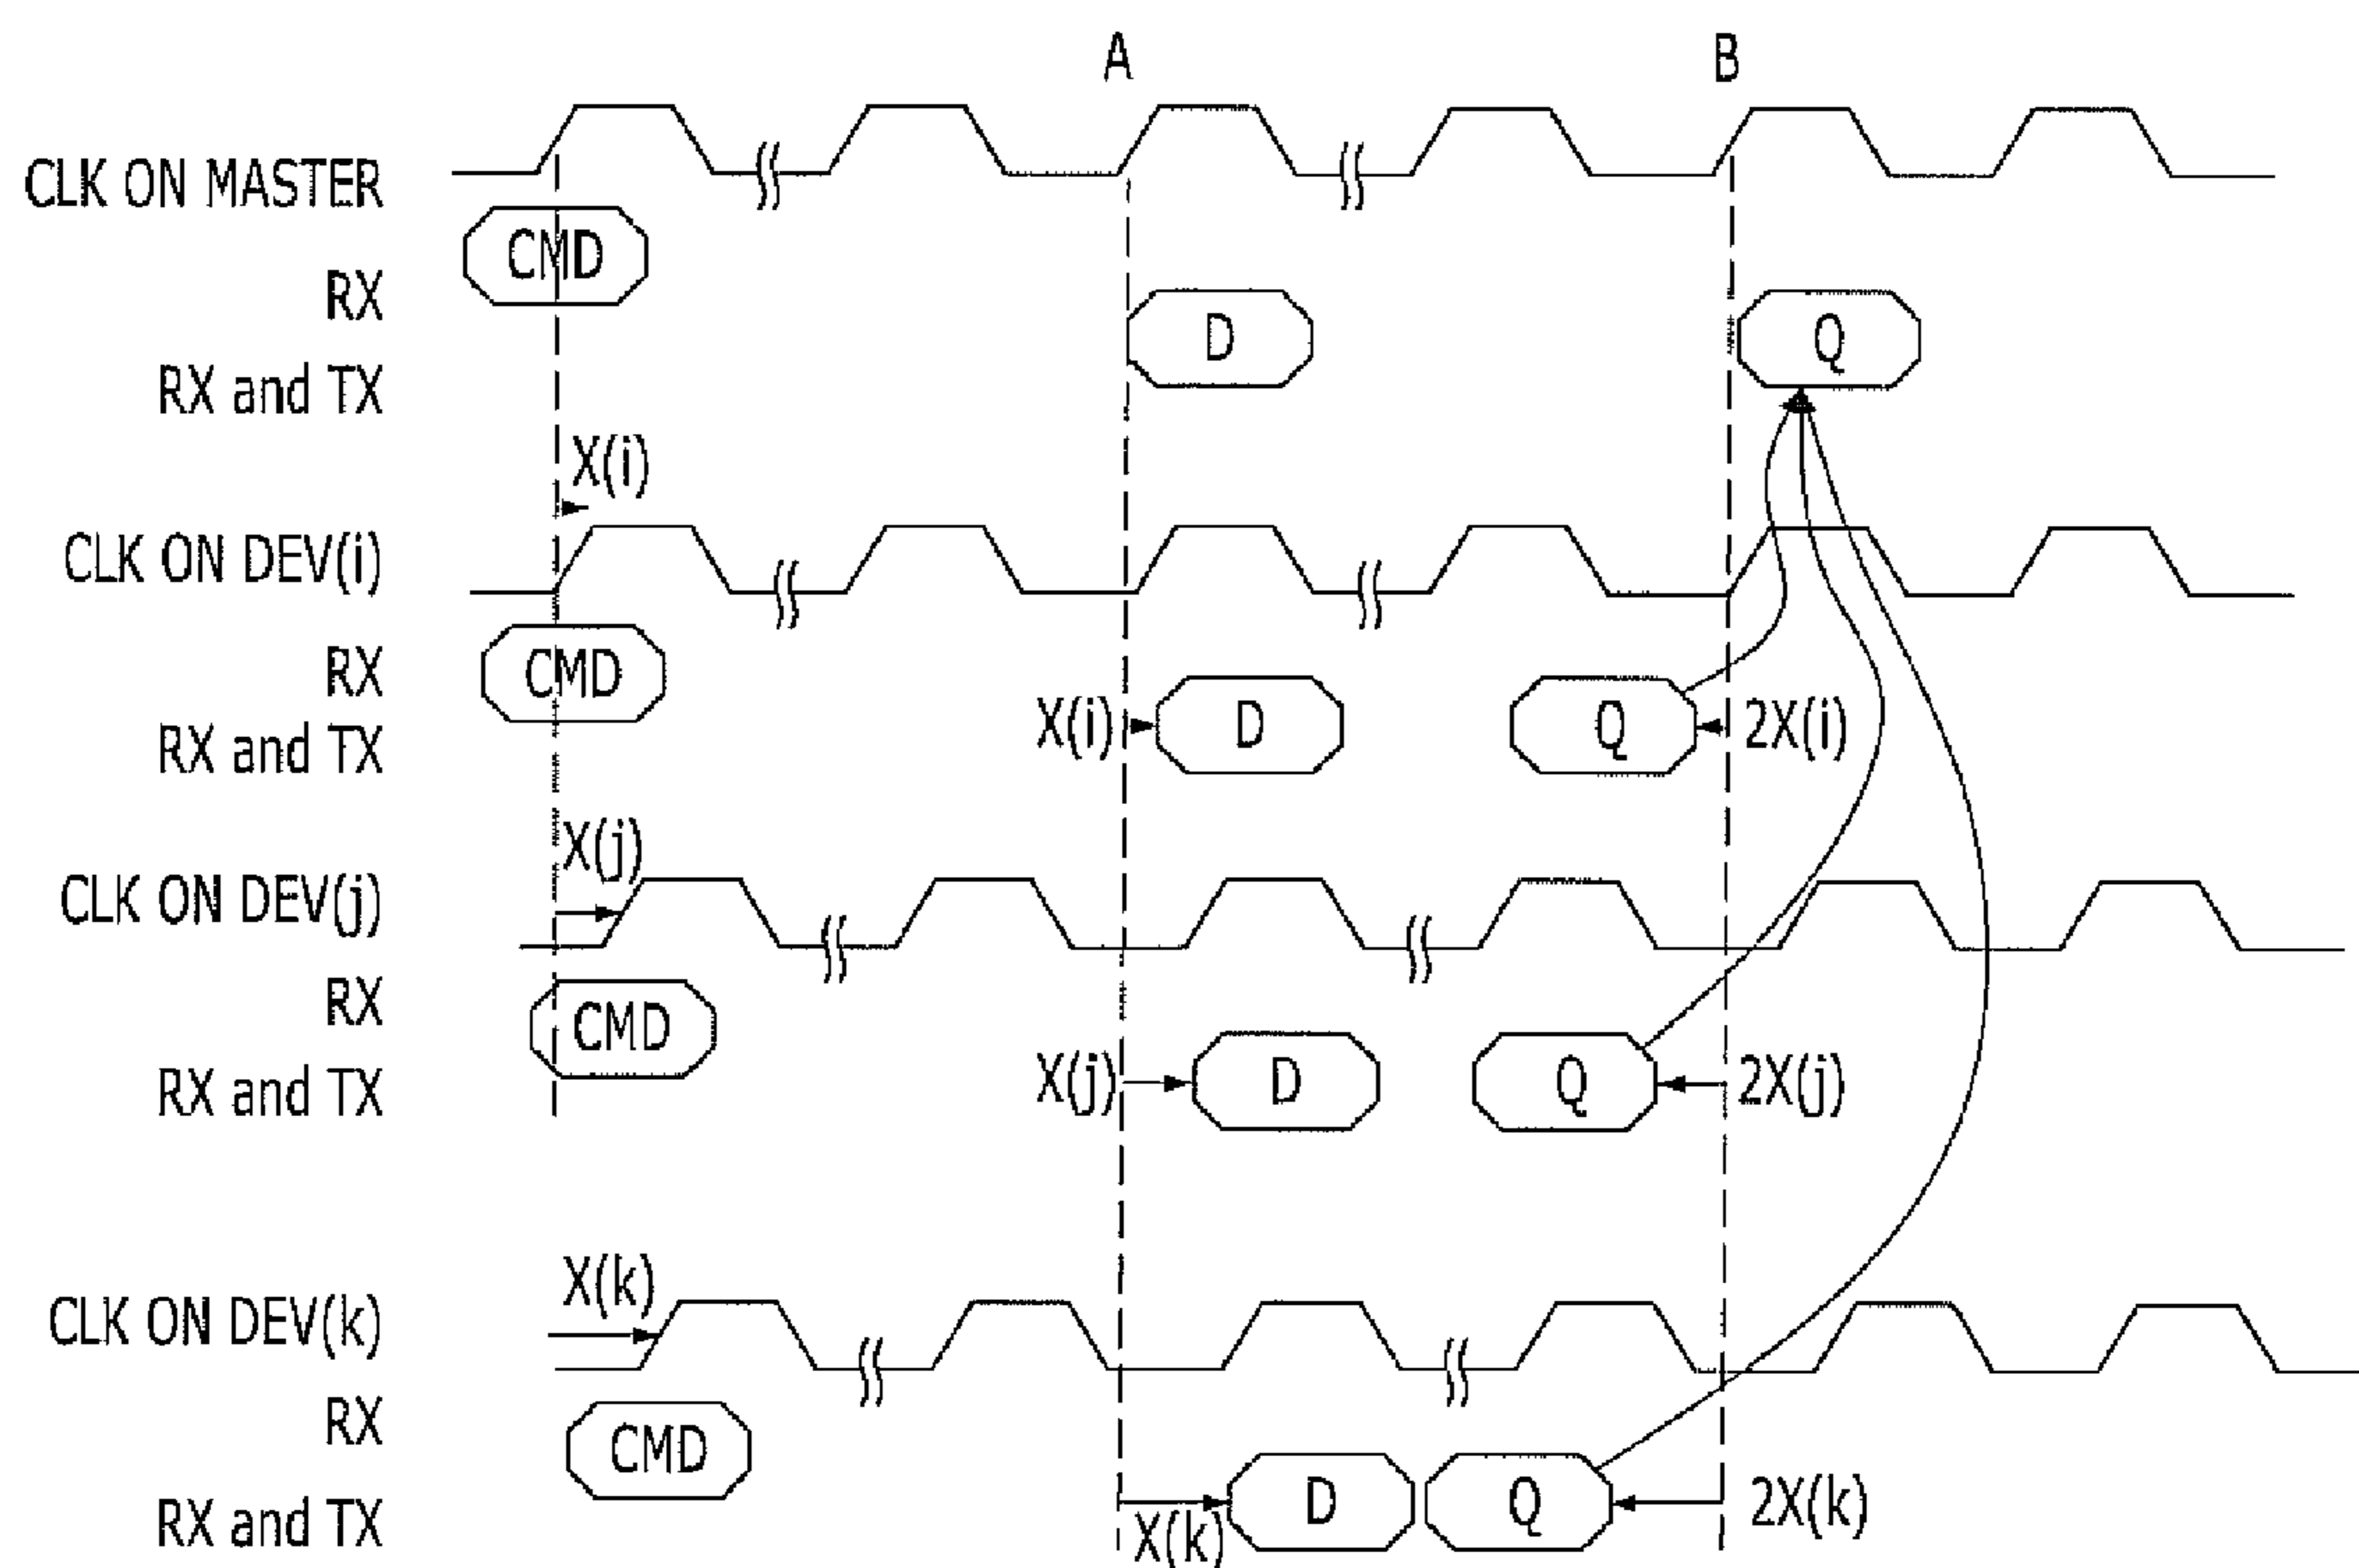 A B
CLK ON MASTER
CMD
RX
D Q
RX and TX
X(i)
CLK ON DEV(i)
RX CMD
X(i) D Q 2X(i)
RX and TX
X(j)
CLK ON DEV(j)
RX CMD
X(j) D Q 2X(j)
RX and TX
X(k)
CLK ON DEV(k)
RX
CMD
D Q 2X(k)
RX and TX X(k)